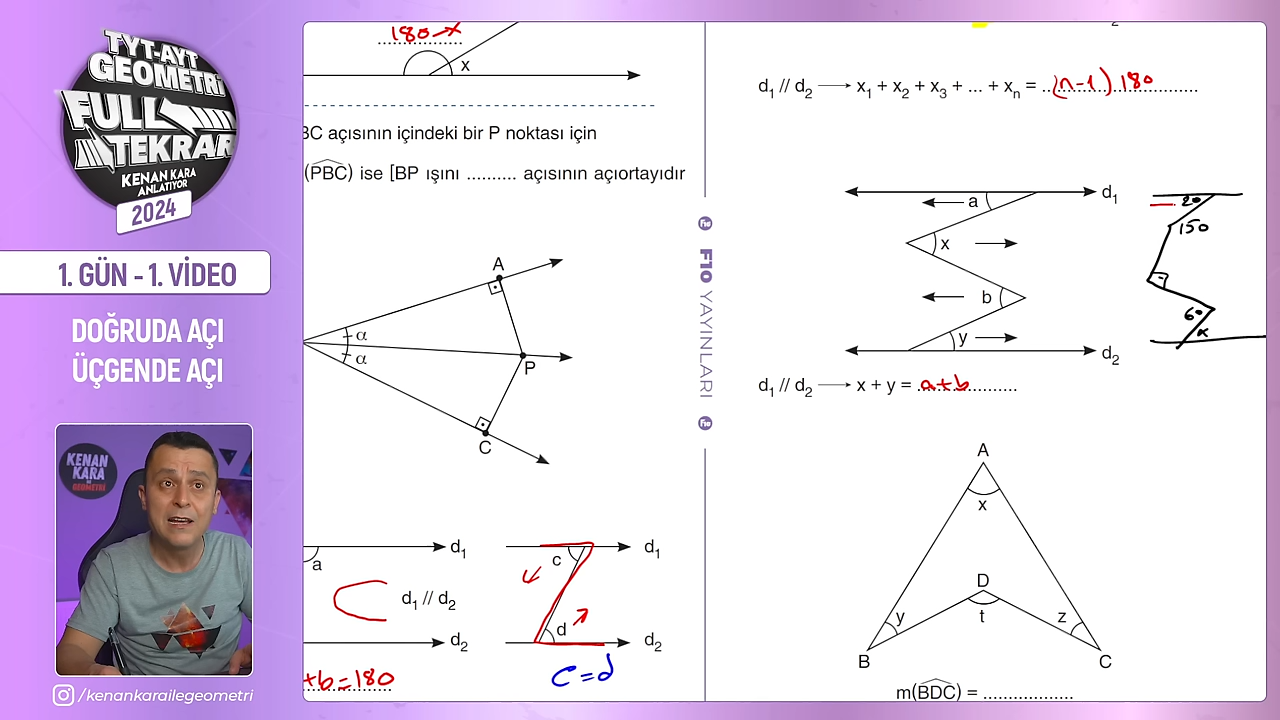 TYT-AYT
GEOMETRİ
FULL
TEKRAR
KENAN KARA
ANLATIYOR
2024
1. GÜN - 1. VİDEO
DOĞRUDA AÇI
ÜÇGENDE AÇI
KENAN
KARA
İLE
GEOMETRİ
/kenankarailegeometri
180-x
x
BC açısının içindeki bir P noktası için
(PBC) ise [BP ışını .......... açısının açıortayıdır
A
α
α
P
C
a
d1
d1 // d2
d2
+b=180
c
d1
d
d2
c=d
F10
F10 YAYINLARI
F10
d1 // d2 → x1 + x2 + x3 + ... + xn = (n-1) 180
a
d1
x
b
y
d2
20
150
60
x
d1 // d2 → x + y = a+b
A
x
D
y
t
z
B
C
m(BDC) = ..................